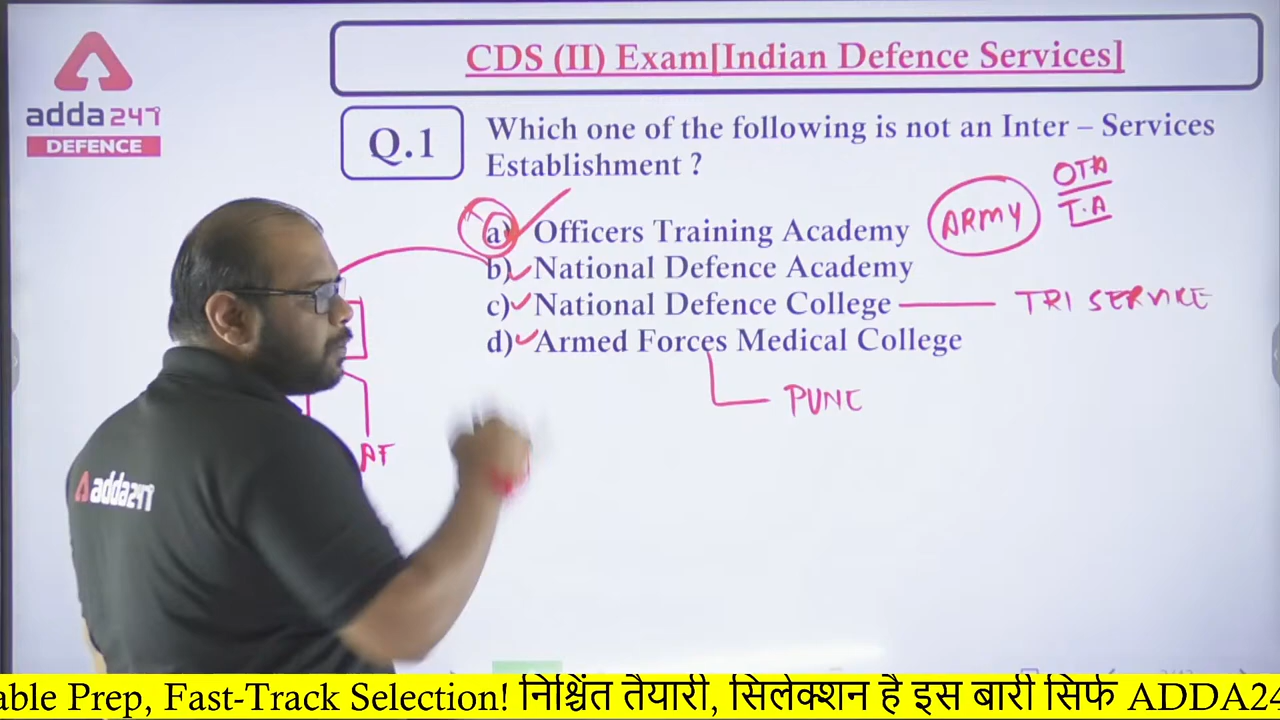 CDS (II) Exam[Indian Defence Services]
adda247
DEFENCE
Q.1
Which one of the following is not an Inter – Services
Establishment ?
OTA
T.A
a) Officers Training Academy
ARMY
b) National Defence Academy
c) National Defence College
TRI SERVICE
d) Armed Forces Medical College
PUNE
AF
adda247
able Prep, Fast-Track Selection! निश्चिंत तैयारी, सिलेक्शन है इस बारी सिर्फ ADDA24